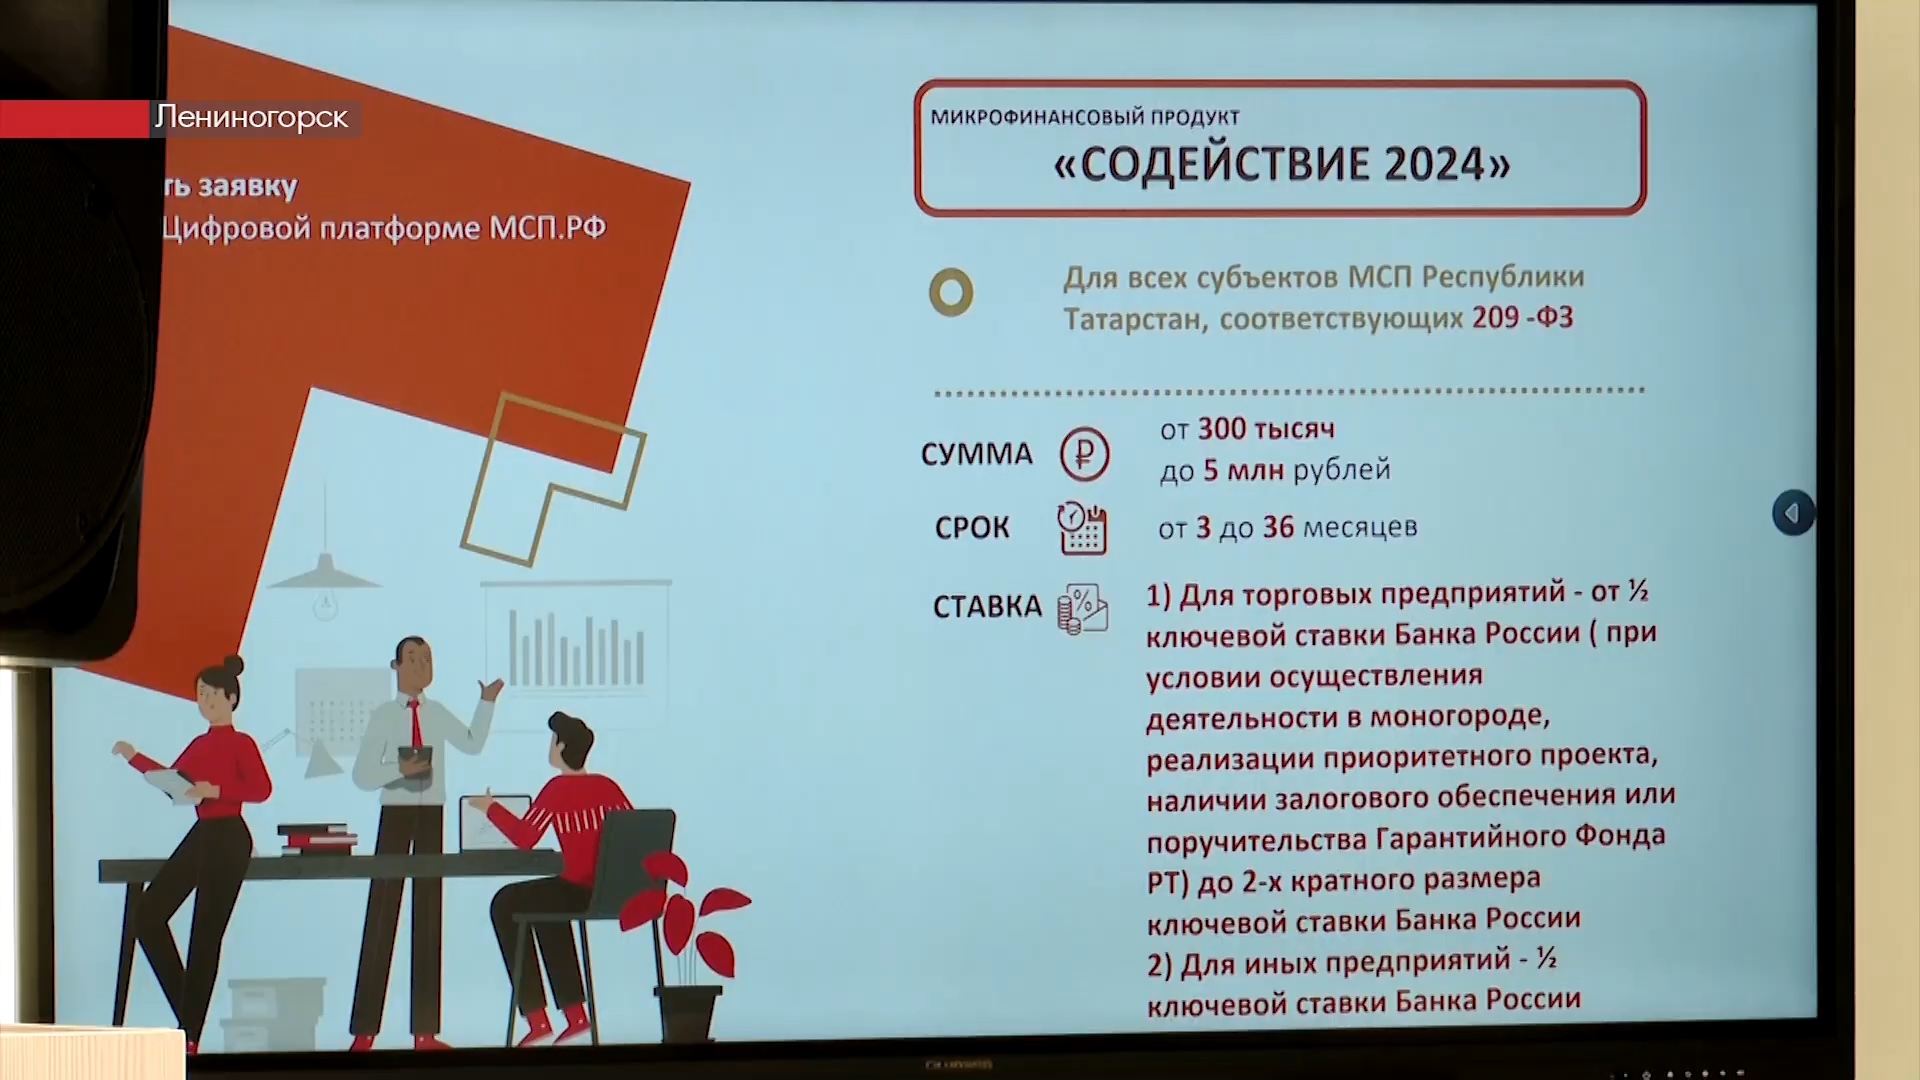 Лениногорск
ть заявку
Цифровой платформе МСП.РФ
МИКРОФИНАНСОВЫЙ ПРОДУКТ
«СОДЕЙСТВИЕ 2024»
Для всех субъектов МСП Республики
Татарстан, соответствующих 209 -ФЗ
СУММА
от 300 тысяч
до 5 млн рублей
СРОК
от 3 до 36 месяцев
СТАВКА
1) Для торговых предприятий - от ½
ключевой ставки Банка России ( при
условии осуществления
деятельности в моногороде,
реализации приоритетного проекта,
наличии залогового обеспечения или
поручительства Гарантийного Фонда
РТ) до 2-х кратного размера
ключевой ставки Банка России
2) Для иных предприятий - ½
ключевой ставки Банка России